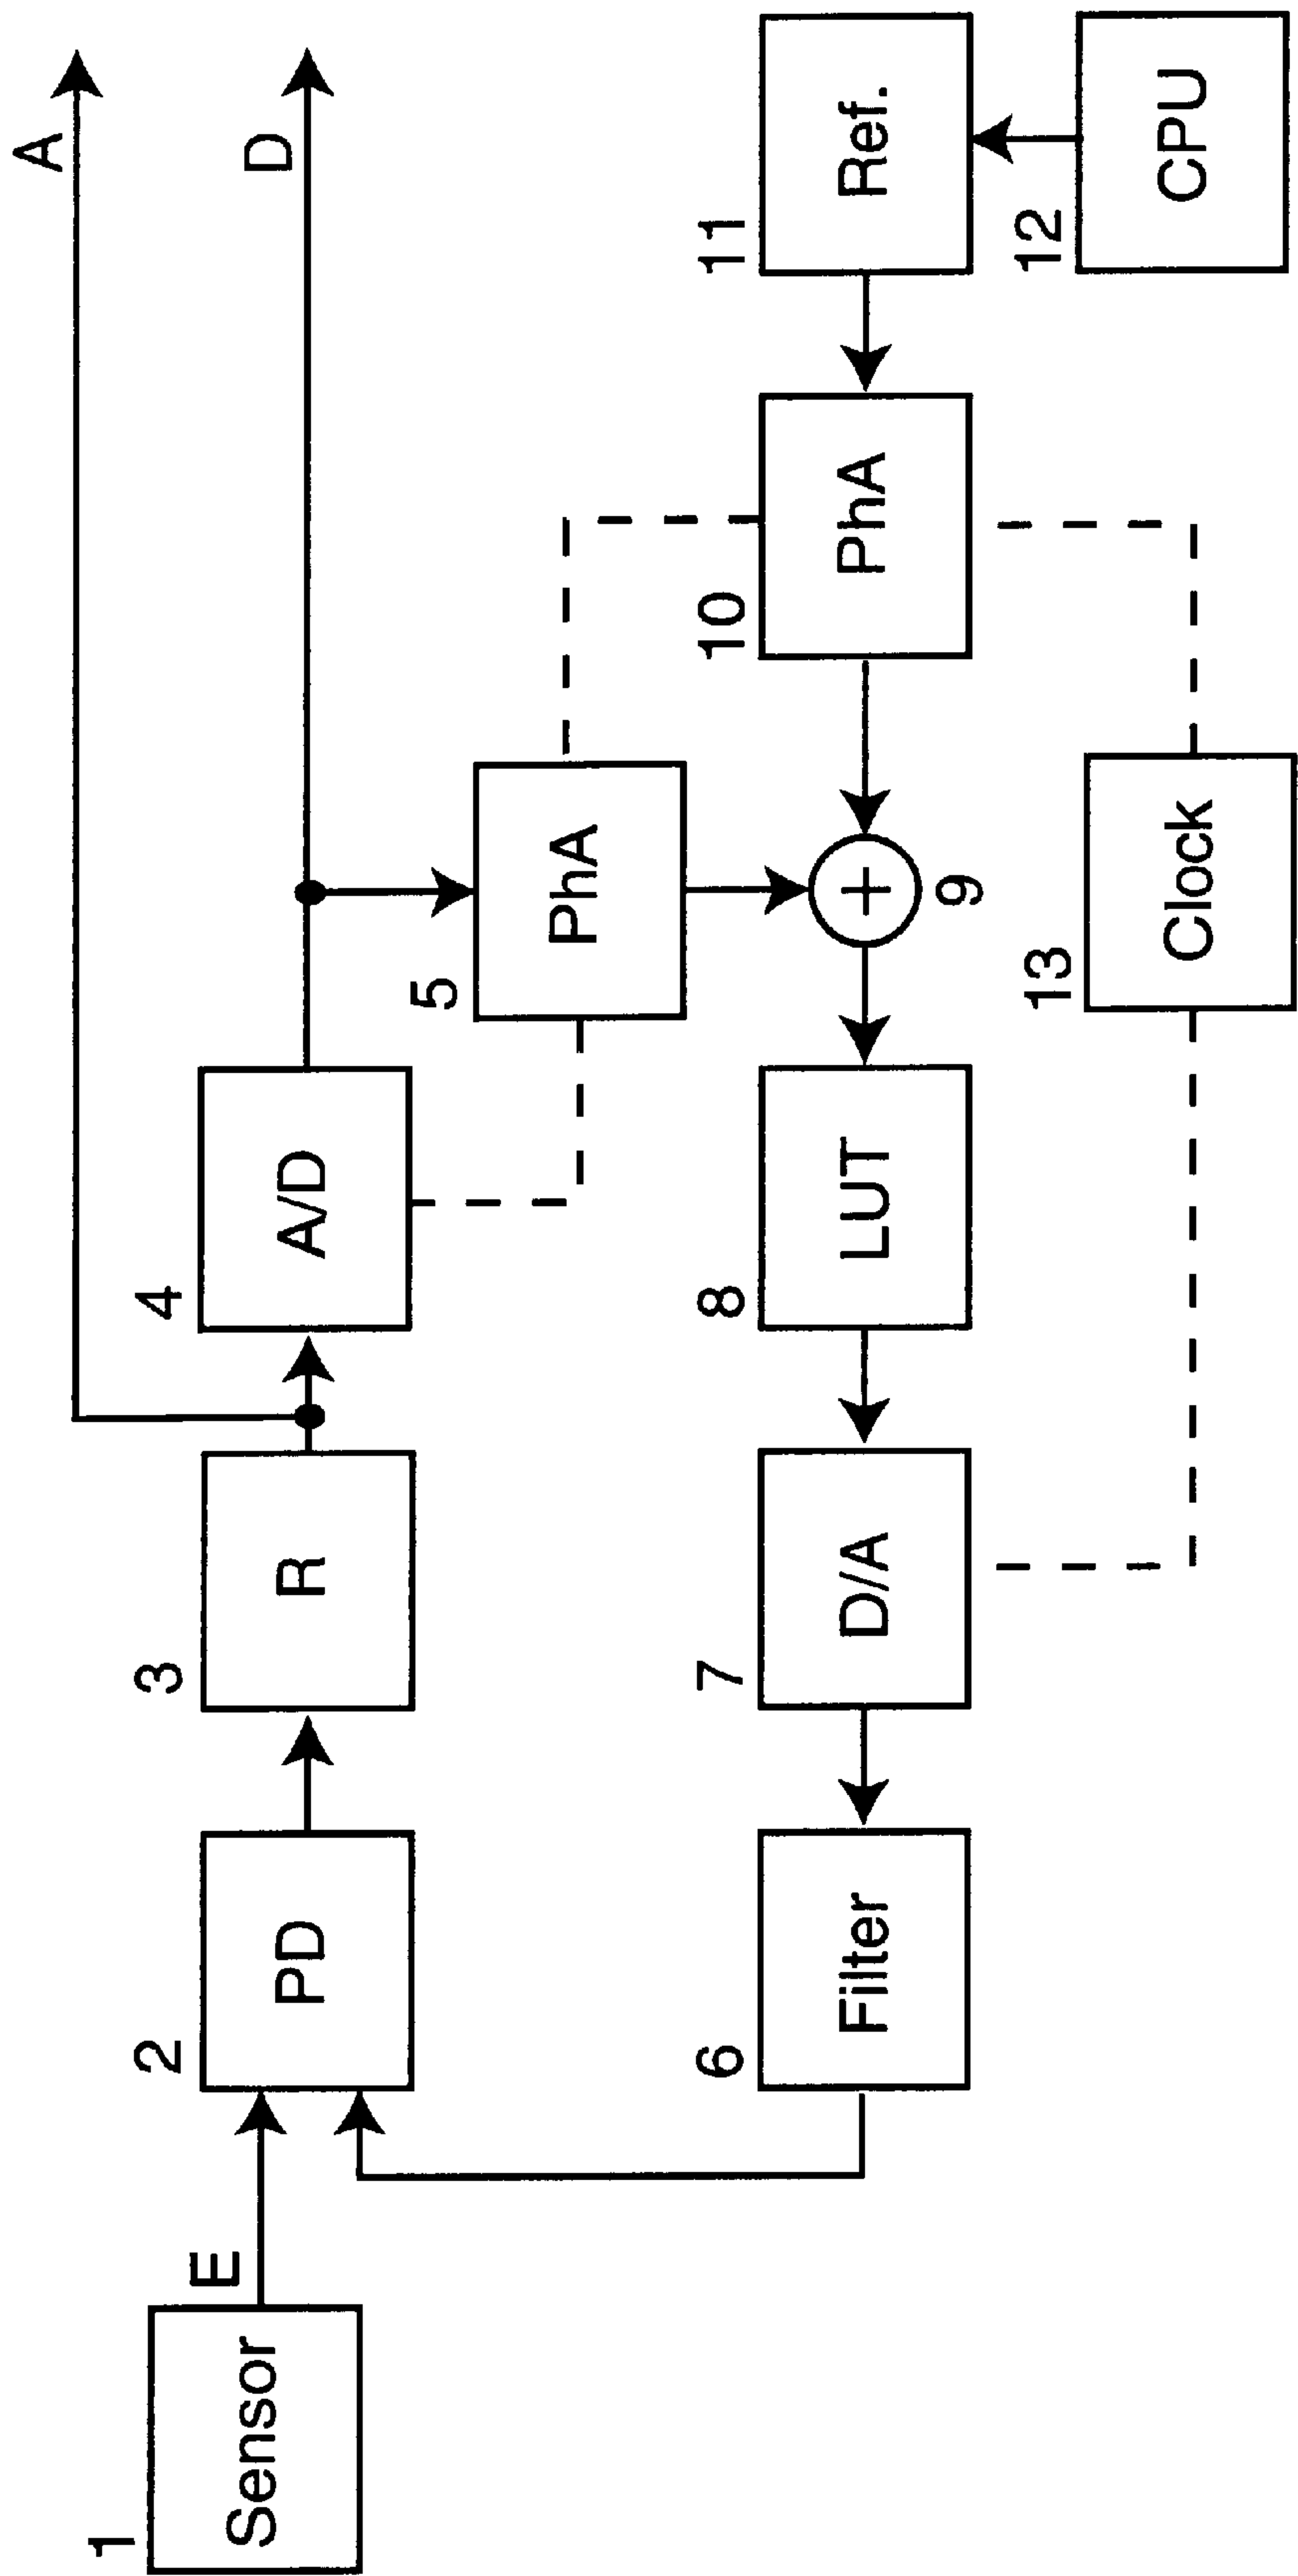 A
D
4
A/D
3
R
2
PD
E
1
Sensor
5
PhA
11
Ref.
10
PhA
+
9
8
LUT
7
D/A
6
Filter
12
CPU
13
Clock